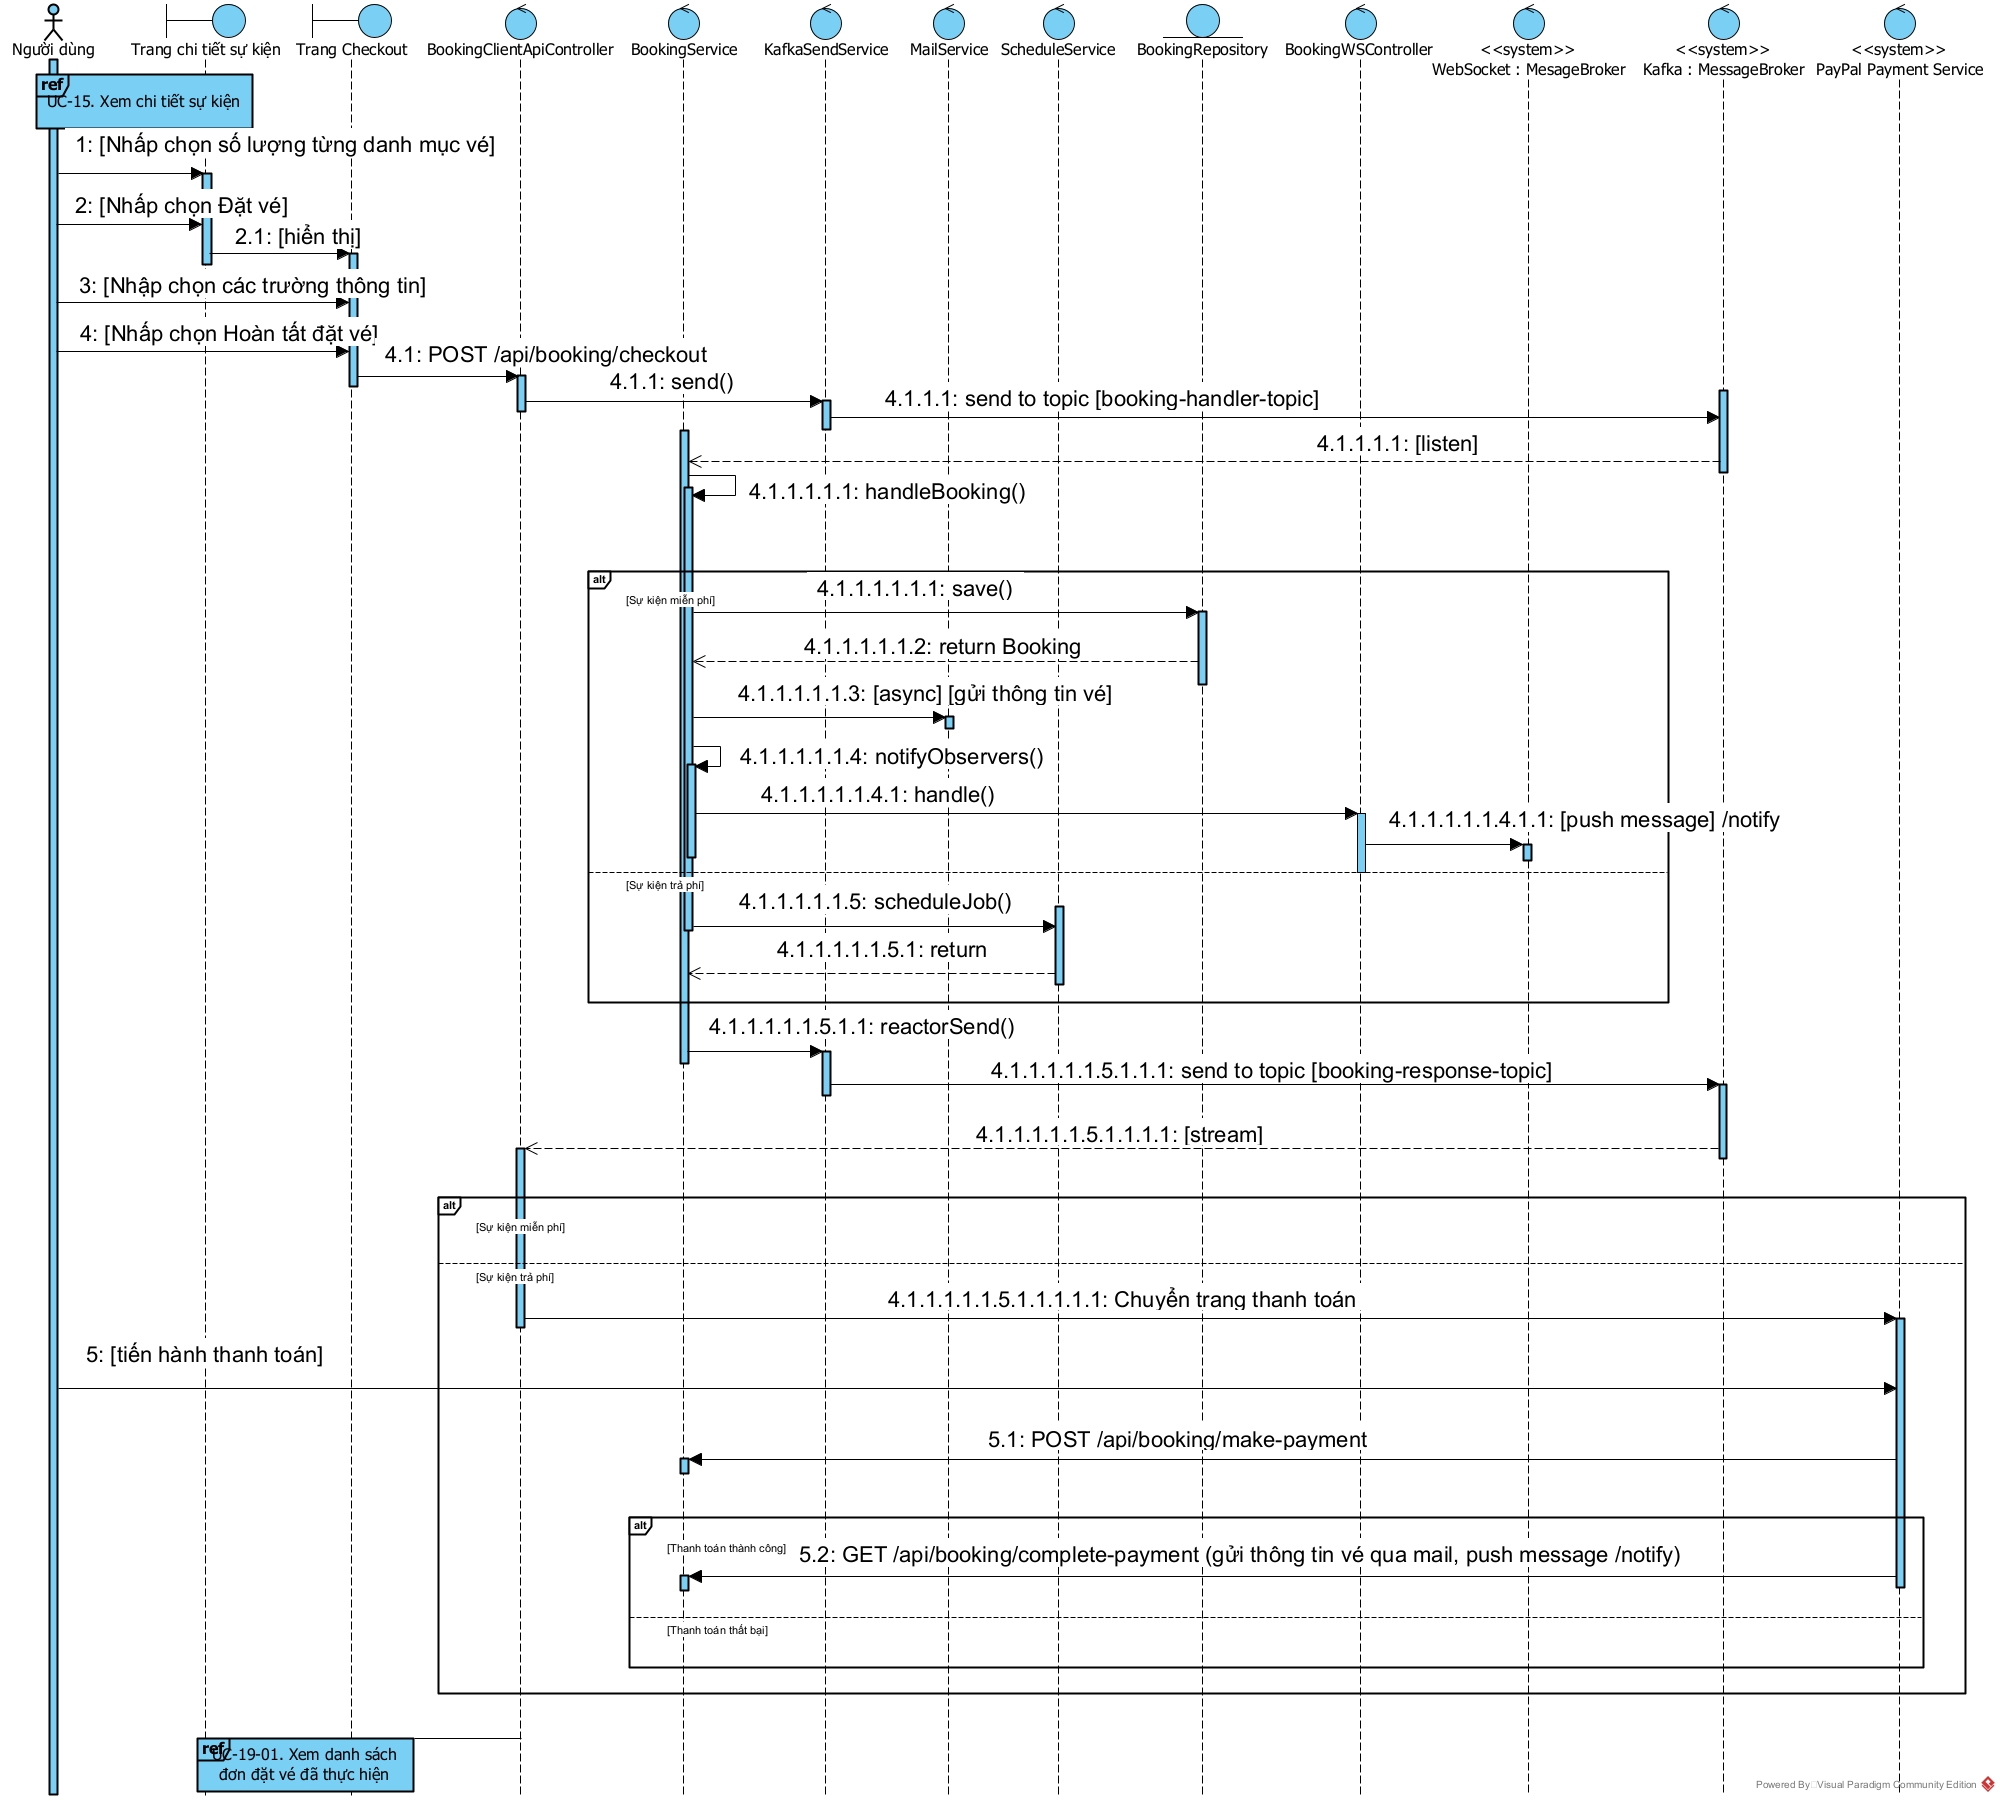 Người dùng
Trang chi tiết sự kiện
Trang Checkout
BookingClientApiController
BookingService
KafkaSendService
MailService
ScheduleService
BookingRepository
BookingWSController
<<system>>
WebSocket : MesageBroker
<<system>>
Kafka : MessageBroker
<<system>>
PayPal Payment Service
ref
UC-15. Xem chi tiết sự kiện
1: [Nhấp chọn số lượng từng danh mục vé]
2: [Nhấp chọn Đặt vé]
2.1: [hiển thị]
3: [Nhập chọn các trường thông tin]
4: [Nhấp chọn Hoàn tất đặt vé]
4.1: POST /api/booking/checkout
4.1.1: send()
4.1.1.1: send to topic [booking-handler-topic]
4.1.1.1.1: [listen]
4.1.1.1.1.1: handleBooking()
alt
[Sự kiện miễn phí]
4.1.1.1.1.1.1: save()
4.1.1.1.1.1.2: return Booking
4.1.1.1.1.1.3: [async] [gửi thông tin vé]
4.1.1.1.1.1.4: notifyObservers()
4.1.1.1.1.1.4.1: handle()
4.1.1.1.1.1.4.1.1: [push message] /notify
[Sự kiện trả phí]
4.1.1.1.1.1.5: scheduleJob()
4.1.1.1.1.1.5.1: return
4.1.1.1.1.1.5.1.1: reactorSend()
4.1.1.1.1.1.5.1.1.1: send to topic [booking-response-topic]
4.1.1.1.1.1.5.1.1.1.1: [stream]
alt
[Sự kiện miễn phí]
[Sự kiện trả phí]
4.1.1.1.1.1.5.1.1.1.1.1: Chuyển trang thanh toán
5: [tiến hành thanh toán]
5.1: POST /api/booking/make-payment
alt
[Thanh toán thành công]
5.2: GET /api/booking/complete-payment (gửi thông tin vé qua mail, push message /notify)
[Thanh toán thất bại]
ref
UC-19-01. Xem danh sách
đơn đặt vé đã thực hiện
Powered By Visual Paradigm Community Edition